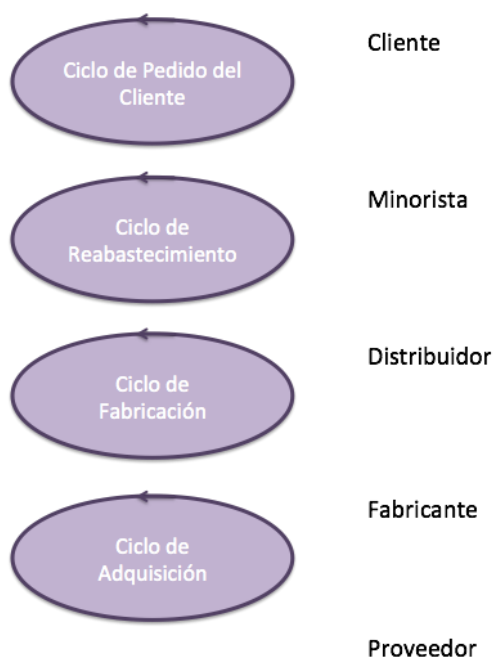 Cliente
Ciclo de Pedido del
Cliente
Minorista
Ciclo de
Reabastecimiento
Distribuidor
Ciclo de
Fabricación
Fabricante
Ciclo de
Adquisición
Proveedor